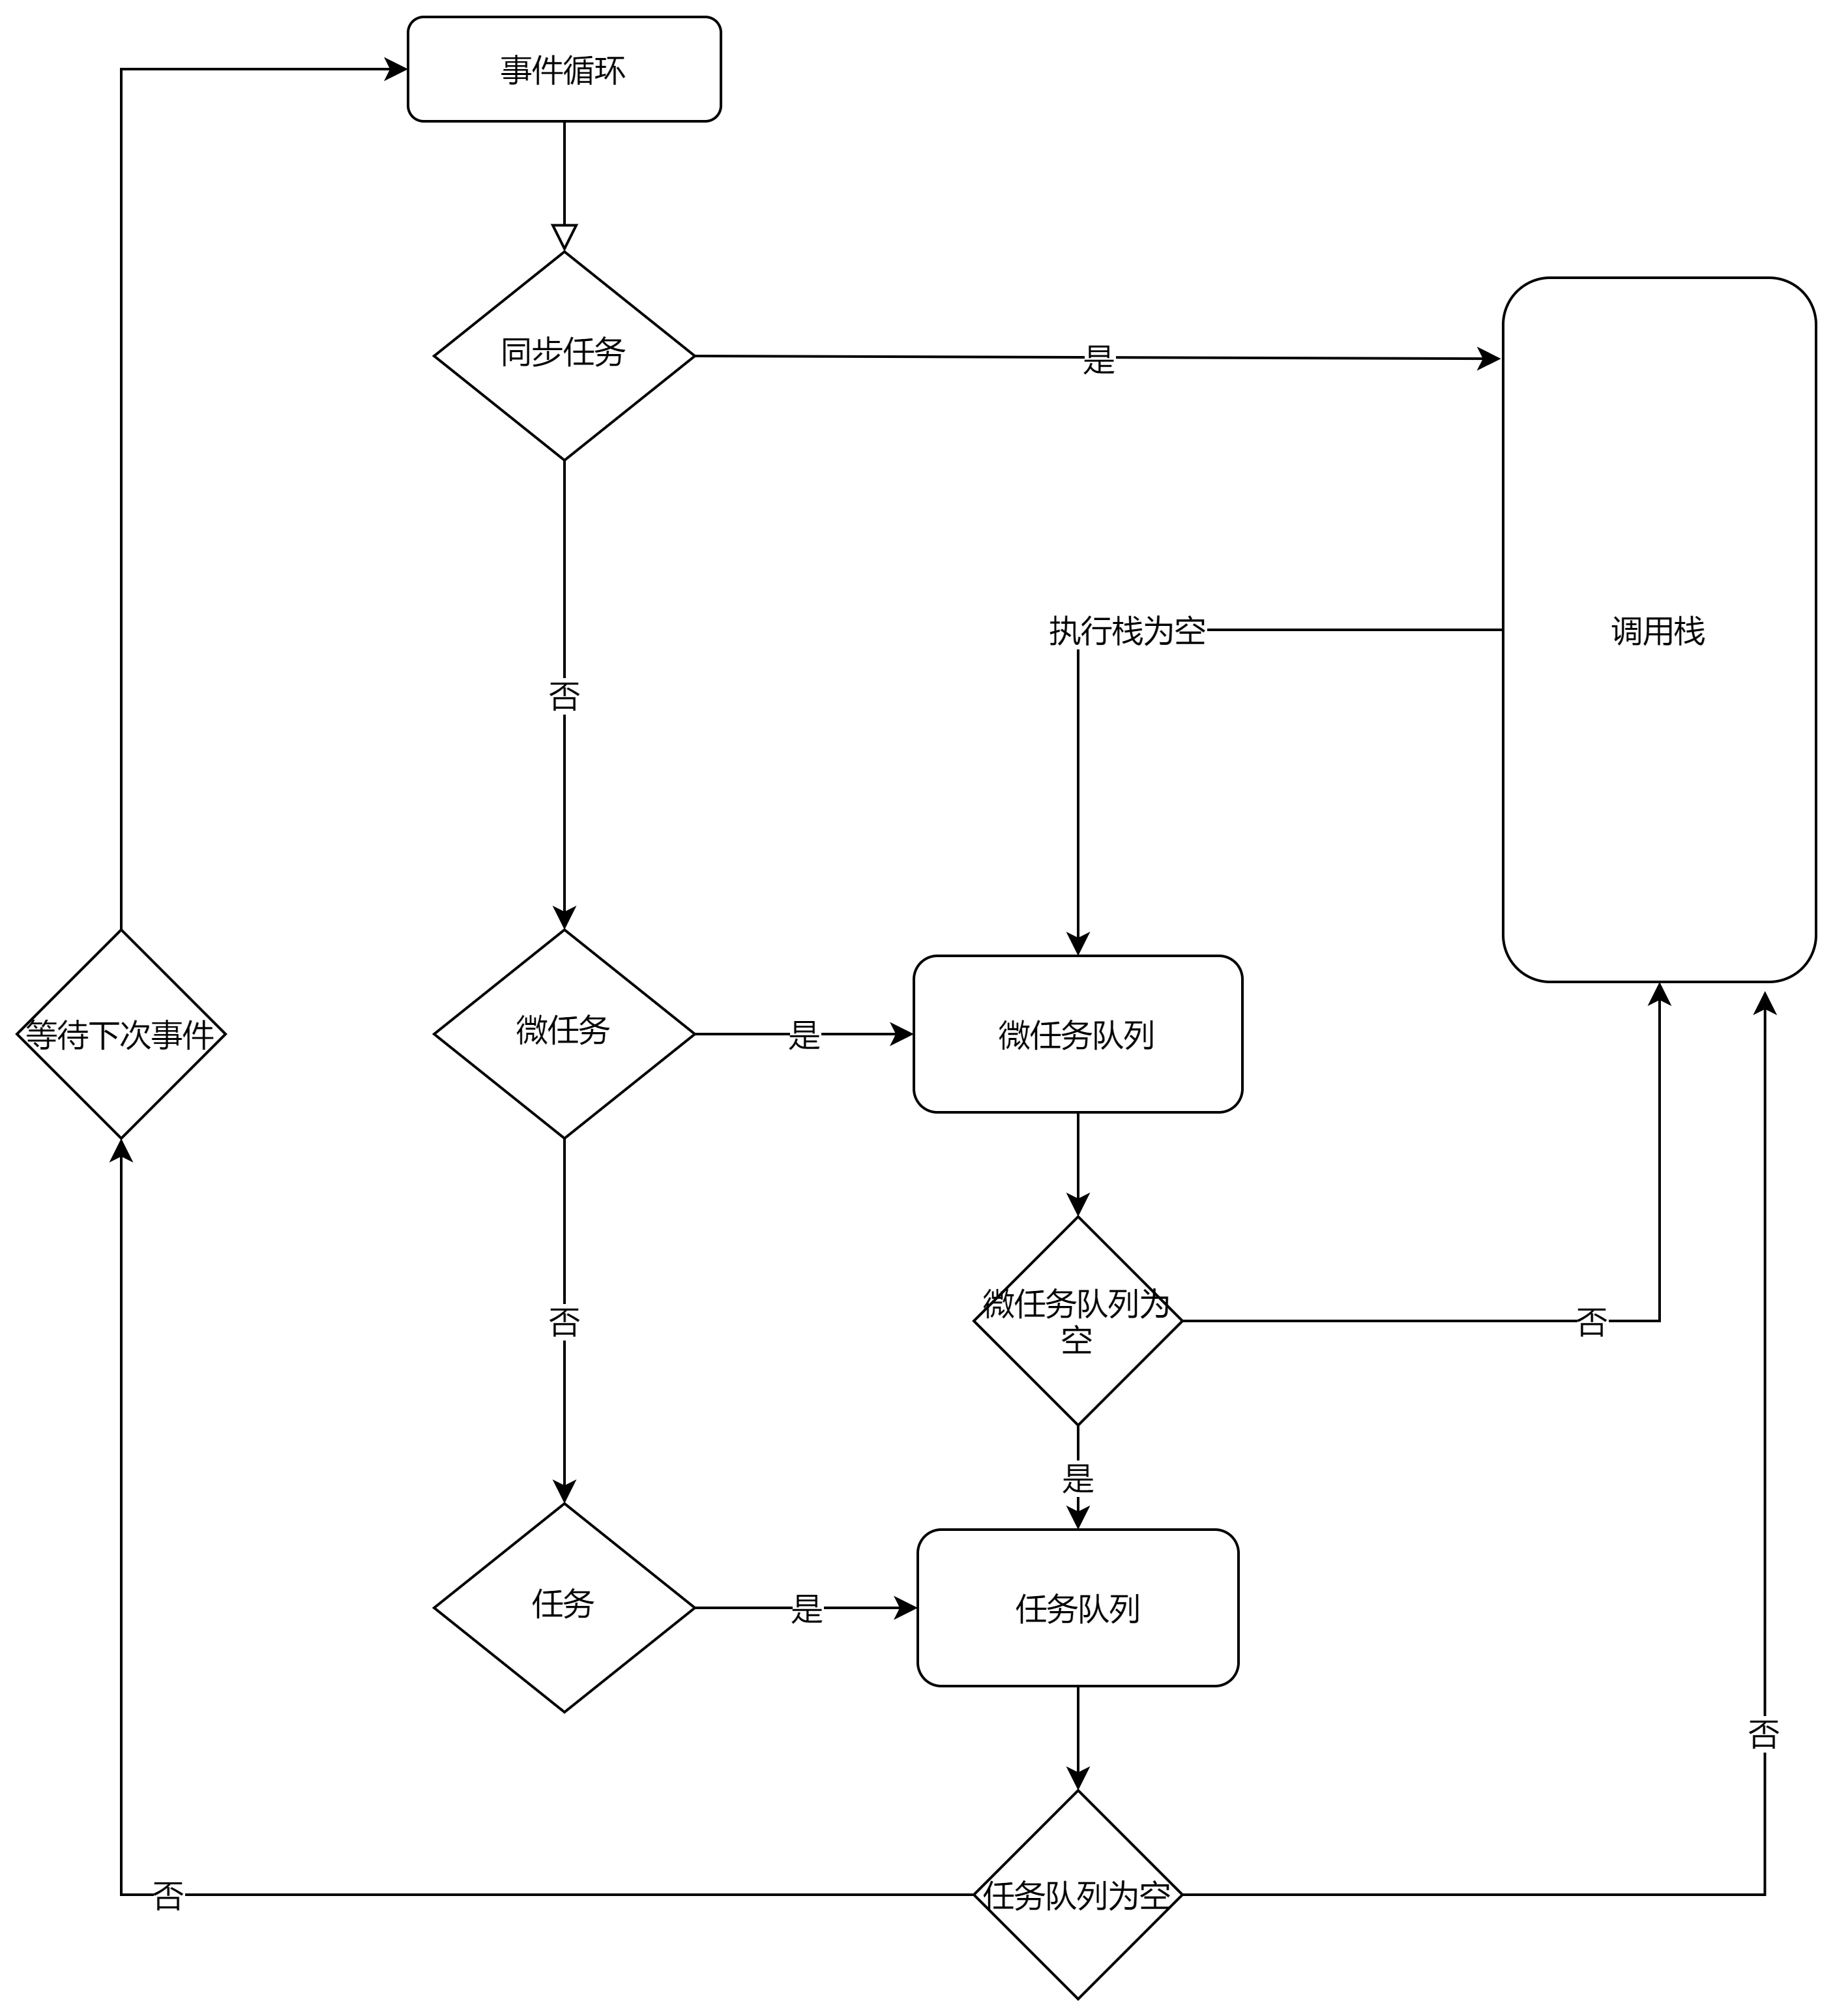 事件循环
同步任务
是
调用栈
执行栈为空
否
等待下次事件
微任务
是
微任务队列
微任务队列为
空
否
否
是
任务
是
任务队列
否
任务队列为空
否